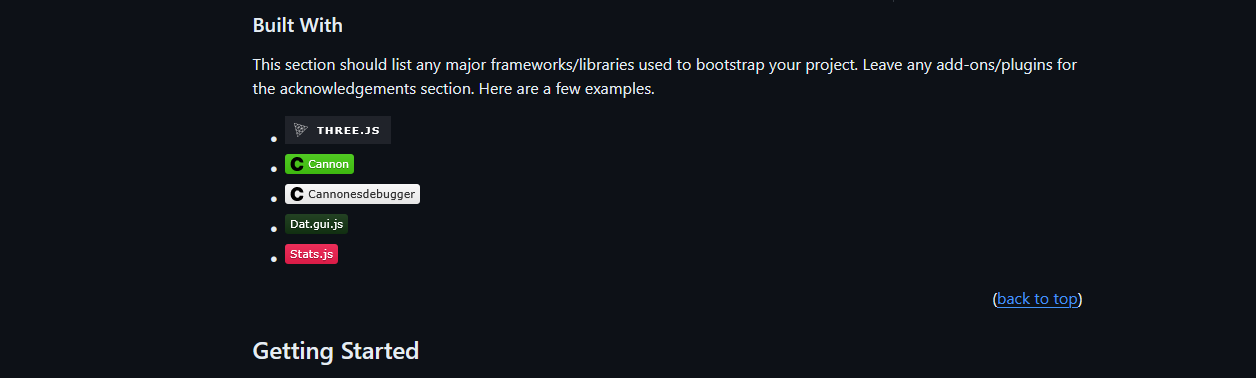 Built With
This section should list any major frameworks/libraries used to bootstrap your project. Leave any add-ons/plugins for
the acknowledgements section. Here are a few examples.
THREE.JS
C Cannon
C Cannonesdebugger
Dat.gui.js
Stats.js
(back to top)
Getting Started